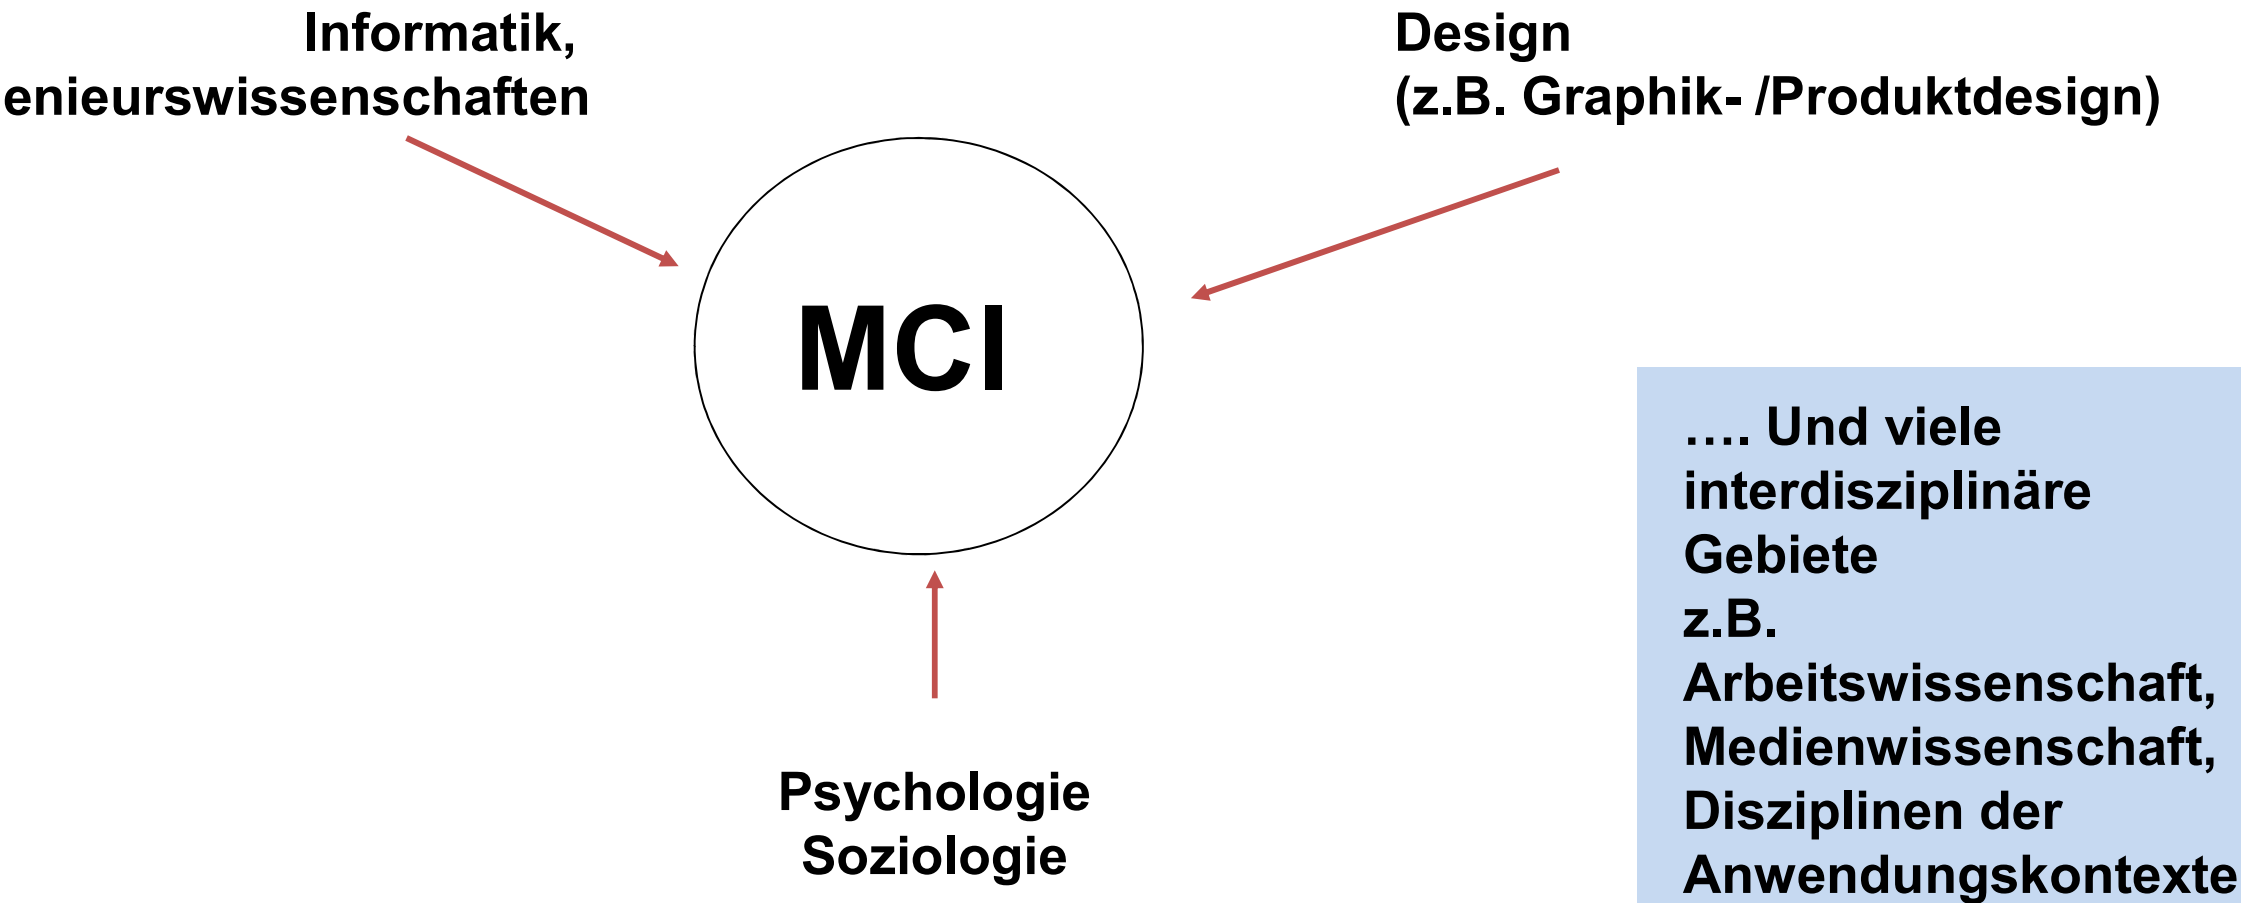 Informatik,
enieurswissenschaften
Design
(z.B. Graphik- /Produktdesign)
MCI
…. Und viele
interdisziplinäre
Gebiete
z.B.
Arbeitswissenschaft,
Medienwissenschaft,
Disziplinen der
Anwendungskontexte
Psychologie
Soziologie